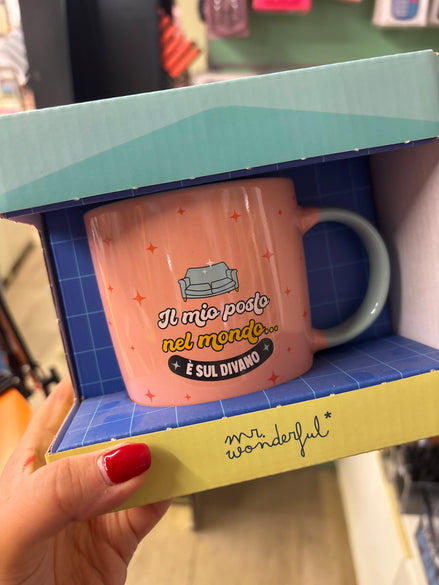 Il mio posto
nel mondo...
È SUL DIVANO
mr.
wonderful*